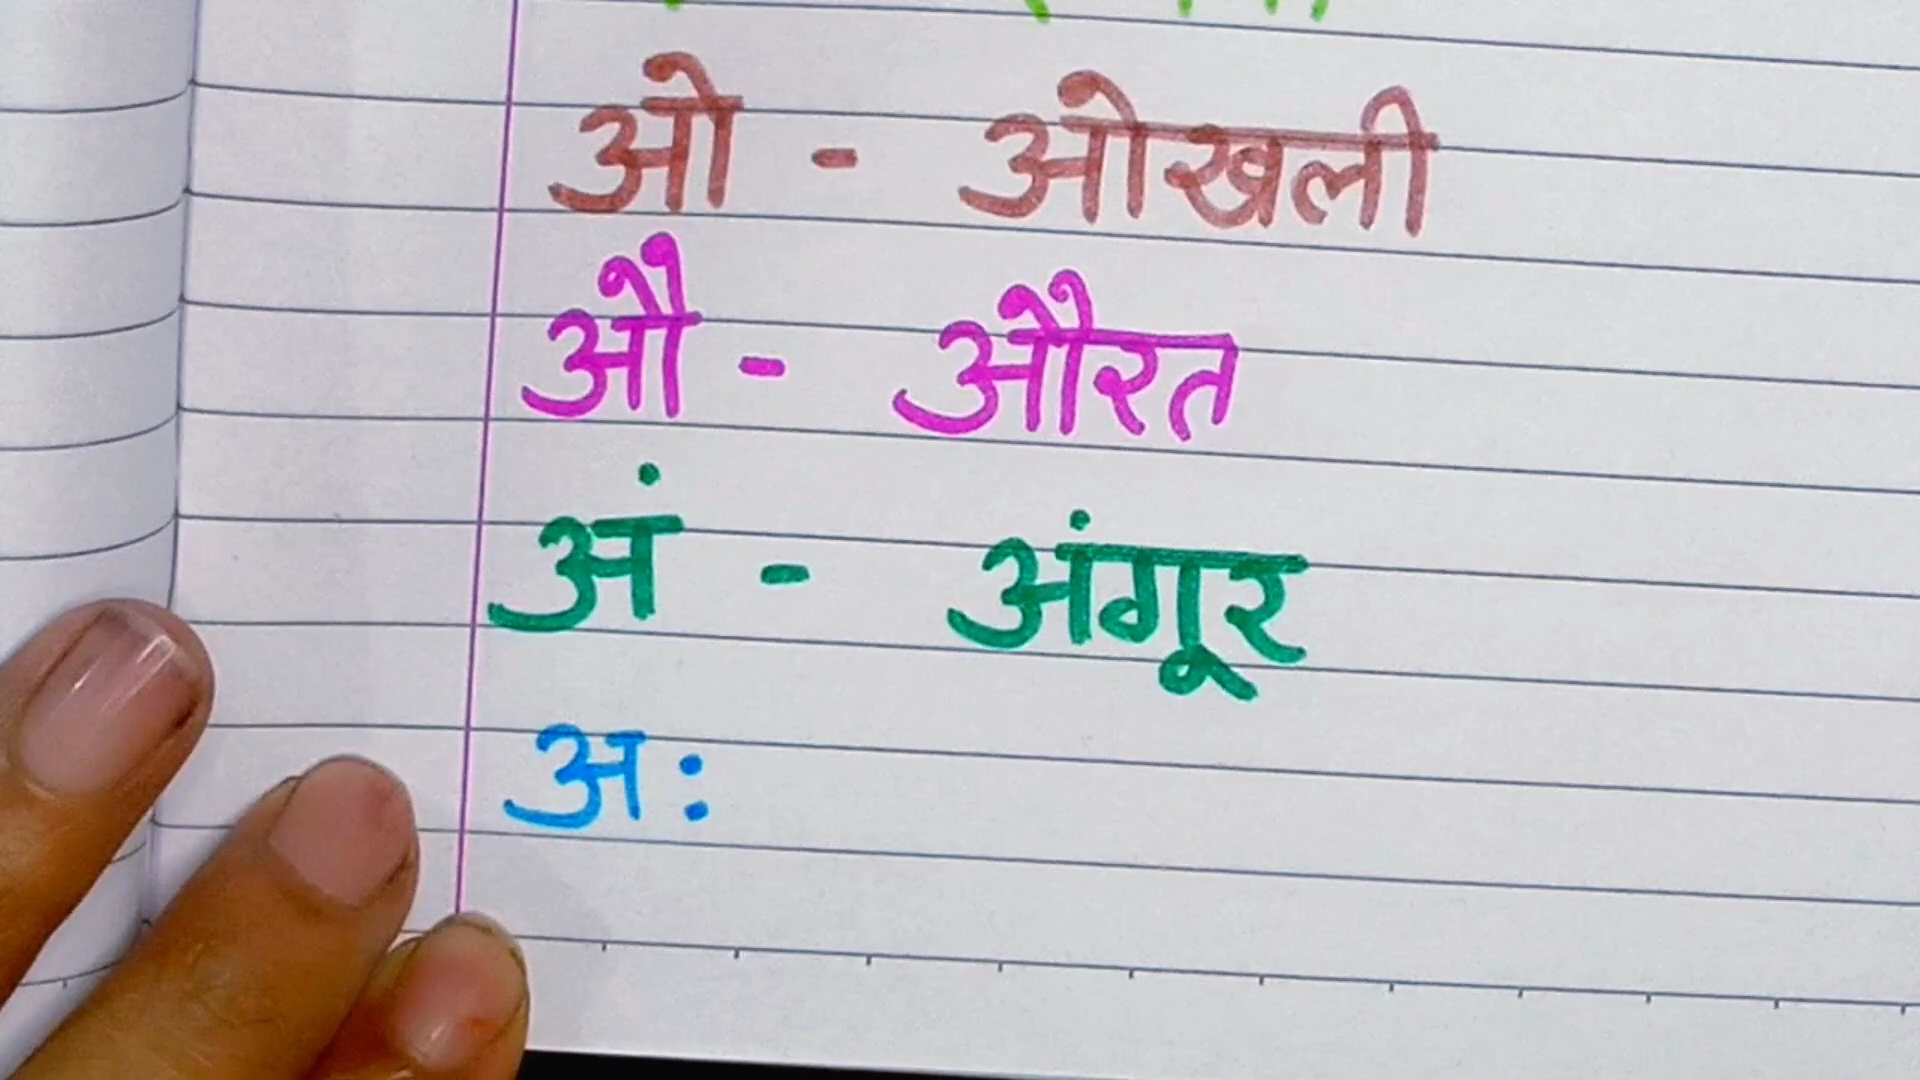 ओ - ओखली
औ - औरत
अं - अंगूर
अः